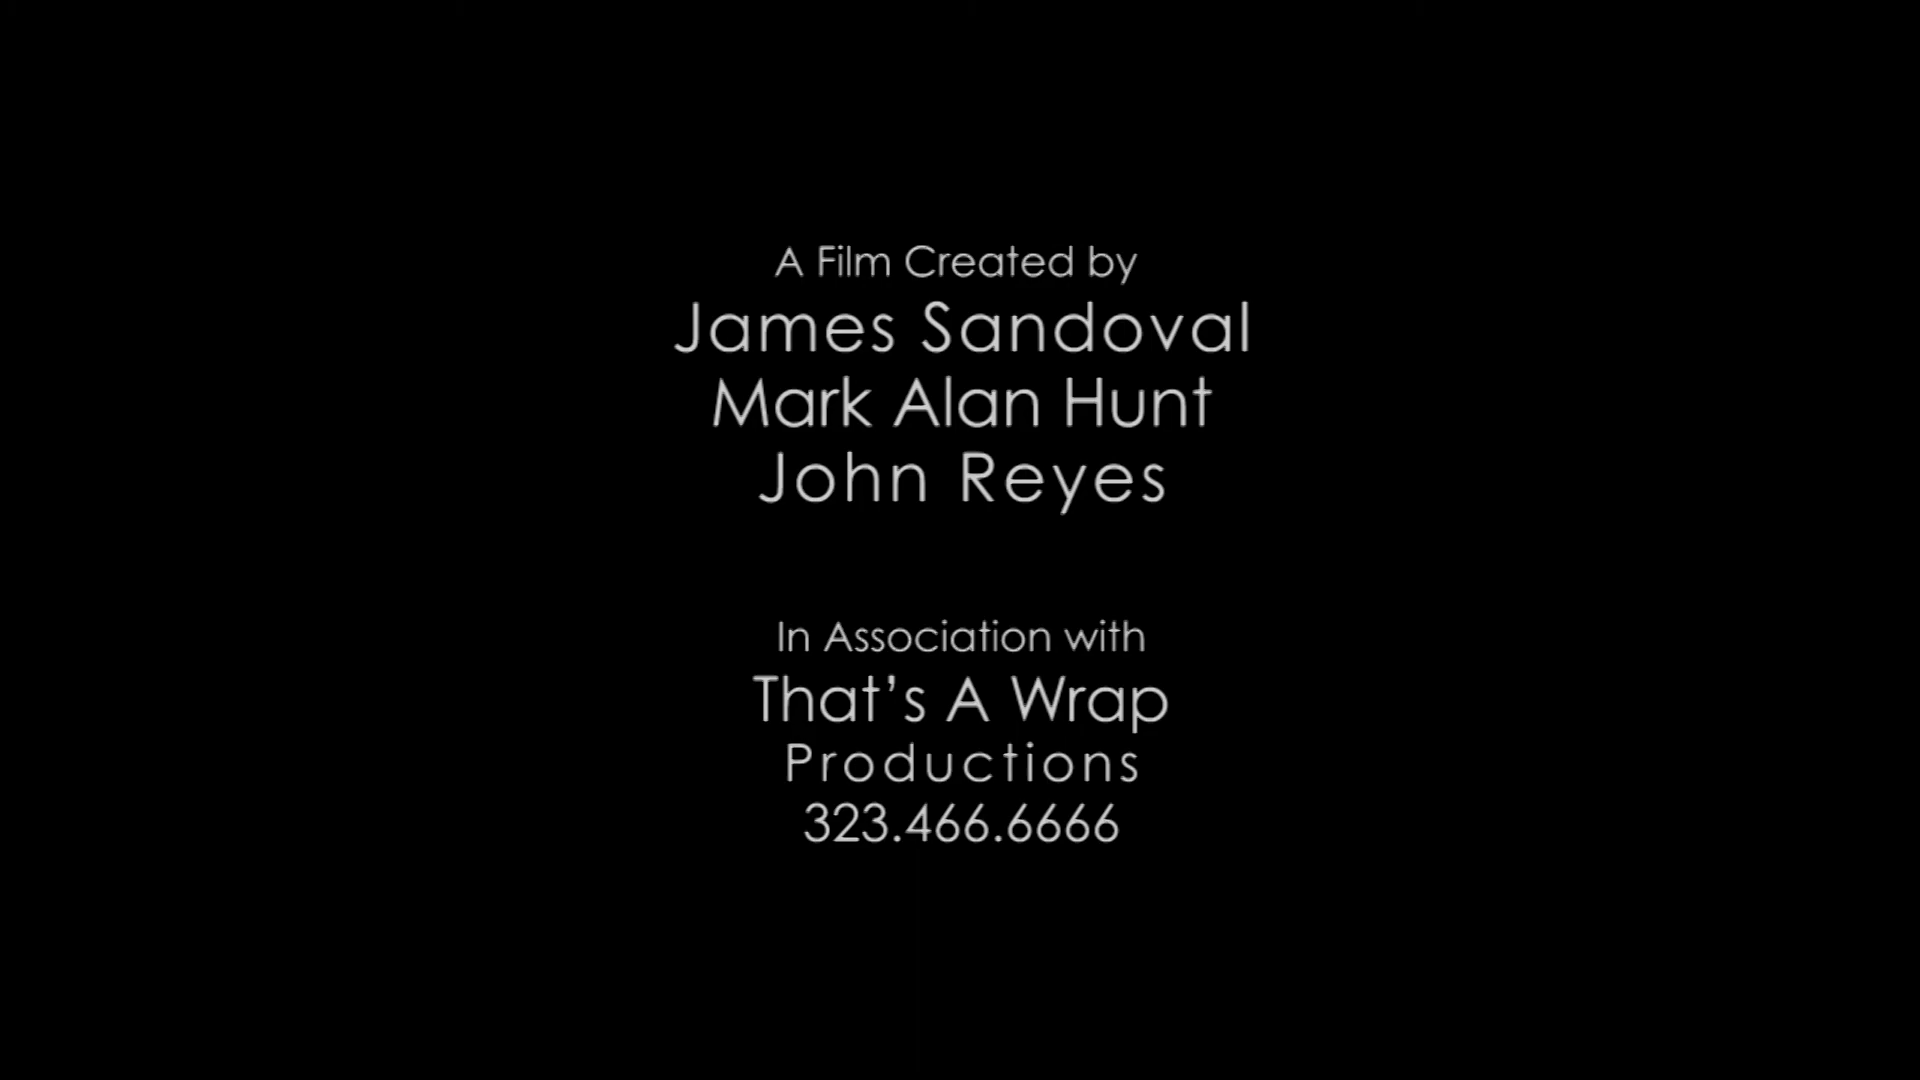 A Film Created by
James Sandoval
Mark Alan Hunt
John Reyes
In Association with
That’s A Wrap
Productions
323.466.6666